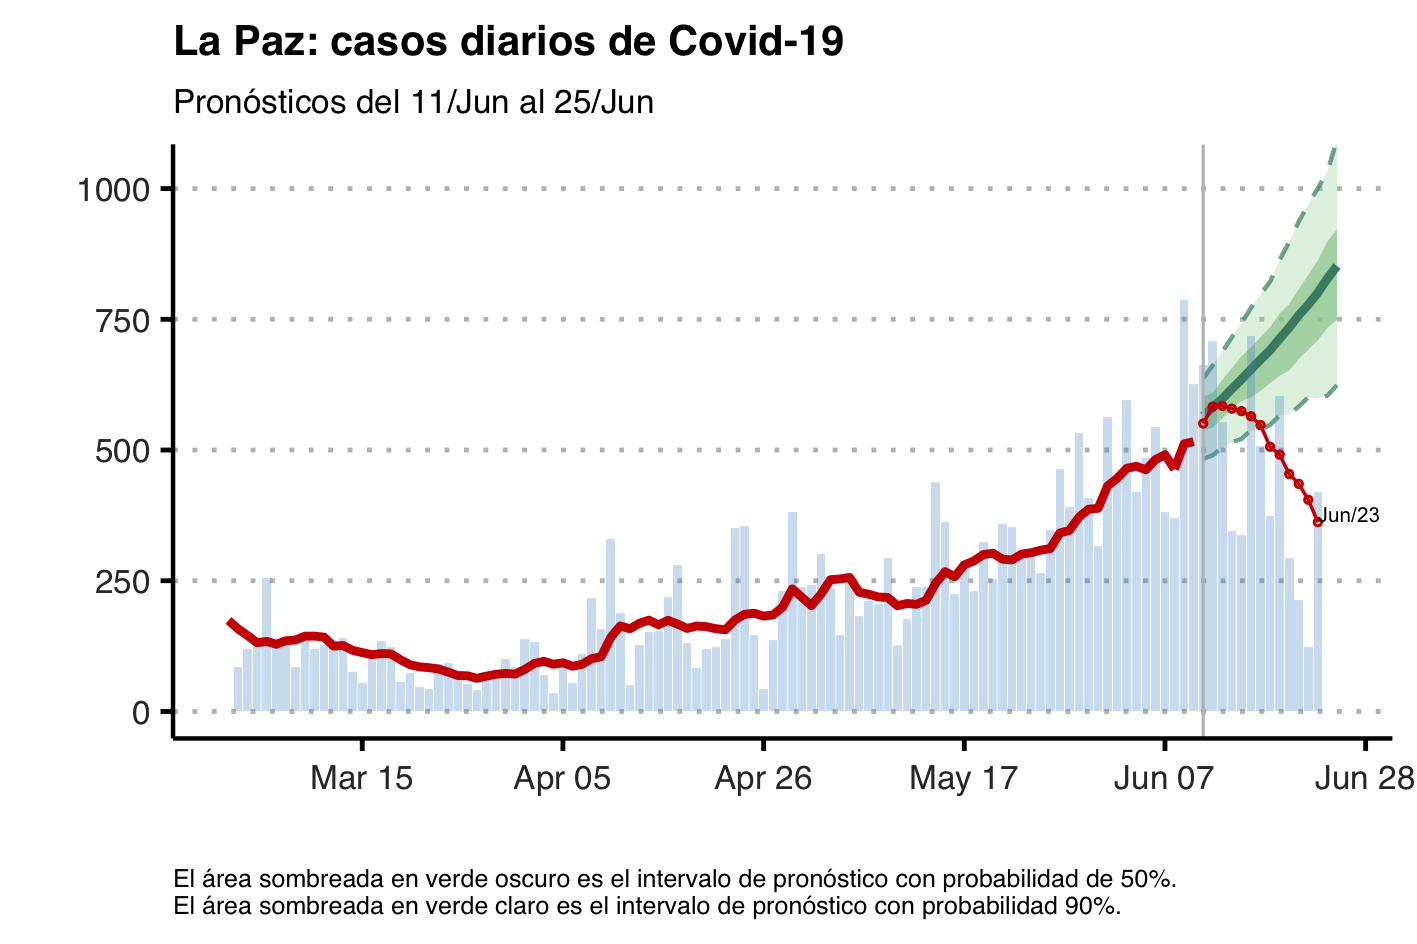 La Paz: casos diarios de Covid-19
Pronósticos del 11/Jun al 25/Jun
1000
750
500
250
0
Jun/23
Mar 15
Apr 05
Apr 26
May 17
Jun 07
Jun 28
El área sombreada en verde oscuro es el intervalo de pronóstico con probabilidad de 50%.
El área sombreada en verde claro es el intervalo de pronóstico con probabilidad 90%.